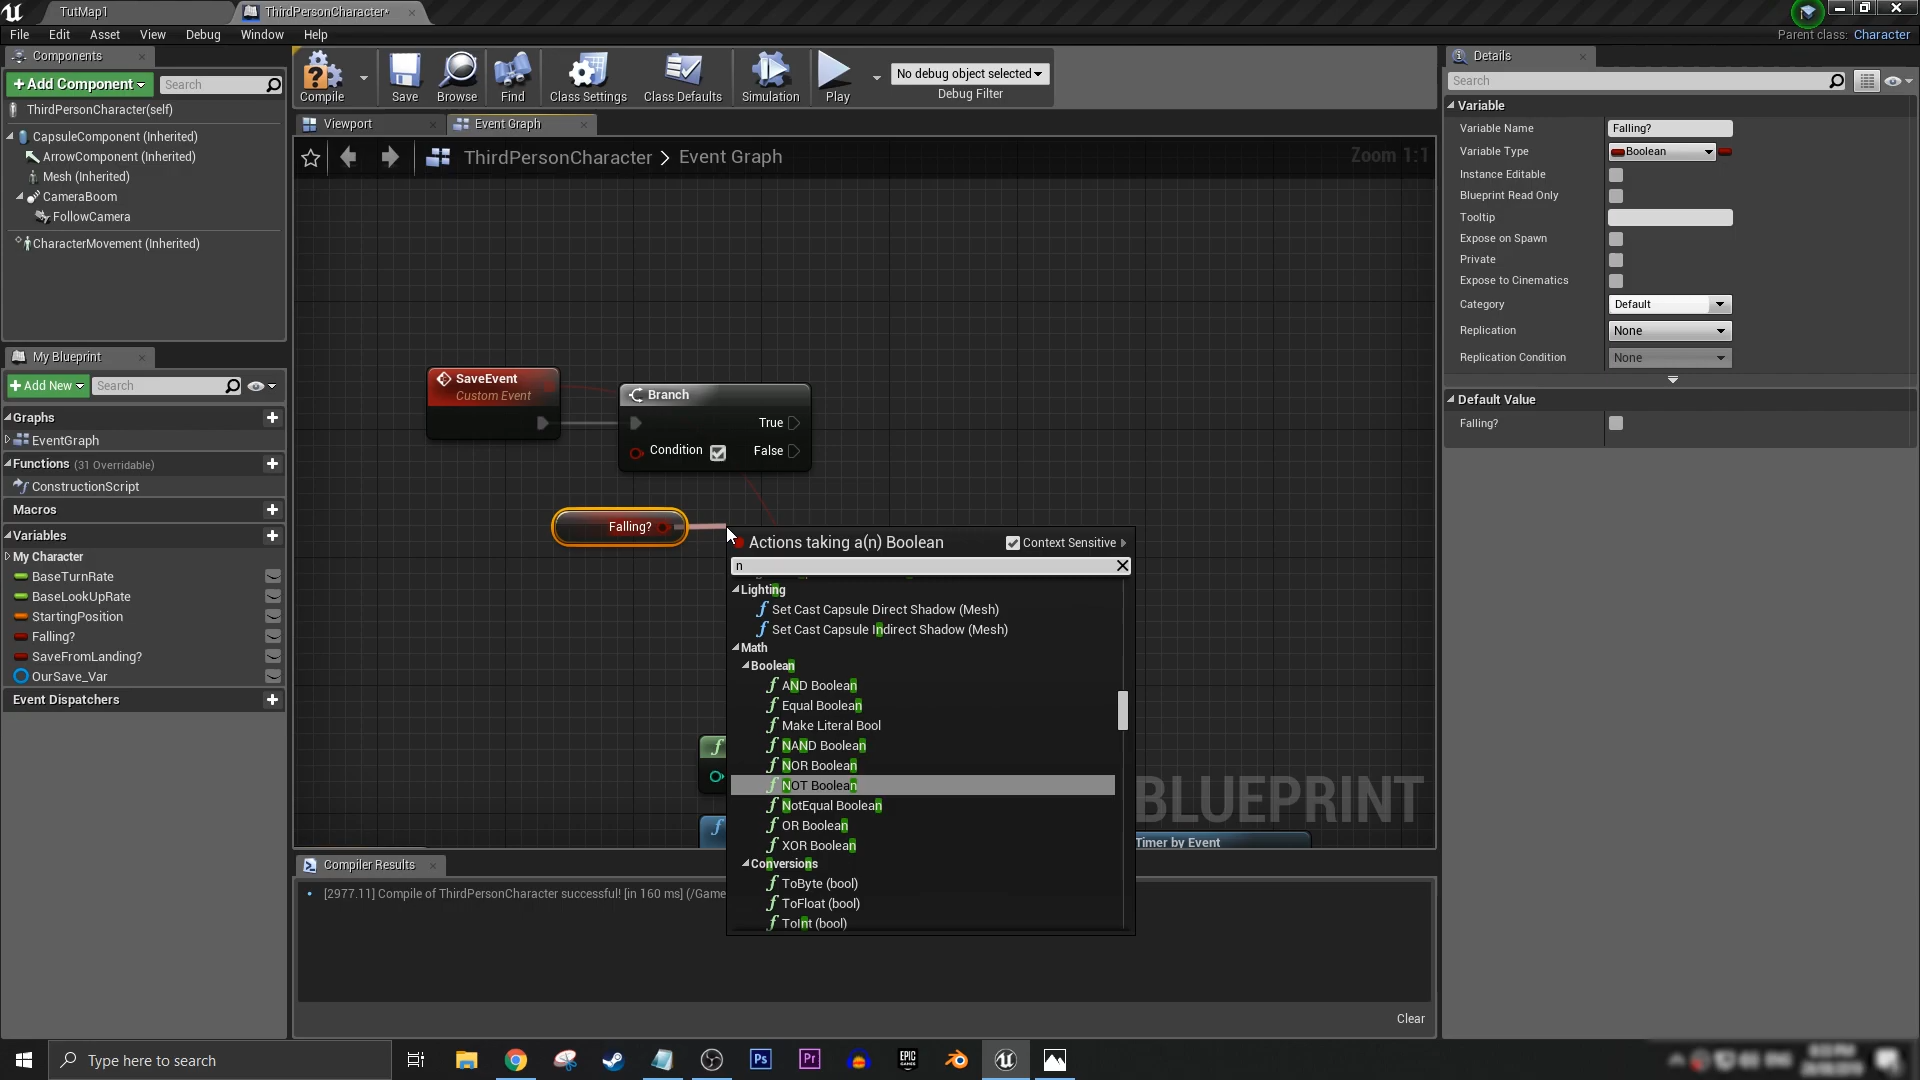 TutMap1
ThirdPersonCharacter*
File Edit Asset View Debug Window Help
Parent class: Character
Components
+ Add Component
Search
ThirdPersonCharacter(self)
CapsuleComponent (Inherited)
ArrowComponent (Inherited)
Mesh (Inherited)
CameraBoom
FollowCamera
CharacterMovement (Inherited)
My Blueprint
+ Add New
Search
Graphs
EventGraph
Functions (31 Overridable)
ConstructionScript
Macros
Variables
My Character
BaseTurnRate
BaseLookUpRate
StartingPosition
Falling?
SaveFromLanding?
OurSave_Var
Event Dispatchers
Compile
Save
Browse
Find
Class Settings
Class Defaults
Simulation
Play
No debug object selected
Debug Filter
Viewport
Event Graph
ThirdPersonCharacter > Event Graph
Zoom 1:1
SaveEvent
Custom Event
Branch
True
Condition
False
Falling?
Actions taking a(n) Boolean
Context Sensitive
n
Lighting
Set Cast Capsule Direct Shadow (Mesh)
Set Cast Capsule Indirect Shadow (Mesh)
Math
Boolean
AND Boolean
Equal Boolean
Make Literal Bool
NAND Boolean
NOR Boolean
NOT Boolean
NotEqual Boolean
OR Boolean
XOR Boolean
Conversions
ToByte (bool)
ToFloat (bool)
ToInt (bool)
BLUEPRINT
Timer by Event
Compiler Results
[2977.11] Compile of ThirdPersonCharacter successful! [in 160 ms] (/Game
Clear
Details
Search
Variable
Variable Name
Falling?
Variable Type
Boolean
Instance Editable
Blueprint Read Only
Tooltip
Expose on Spawn
Private
Expose to Cinematics
Category
Default
Replication
None
Replication Condition
None
Default Value
Falling?
Type here to search
Ps
Pr
EPIC
GAMES